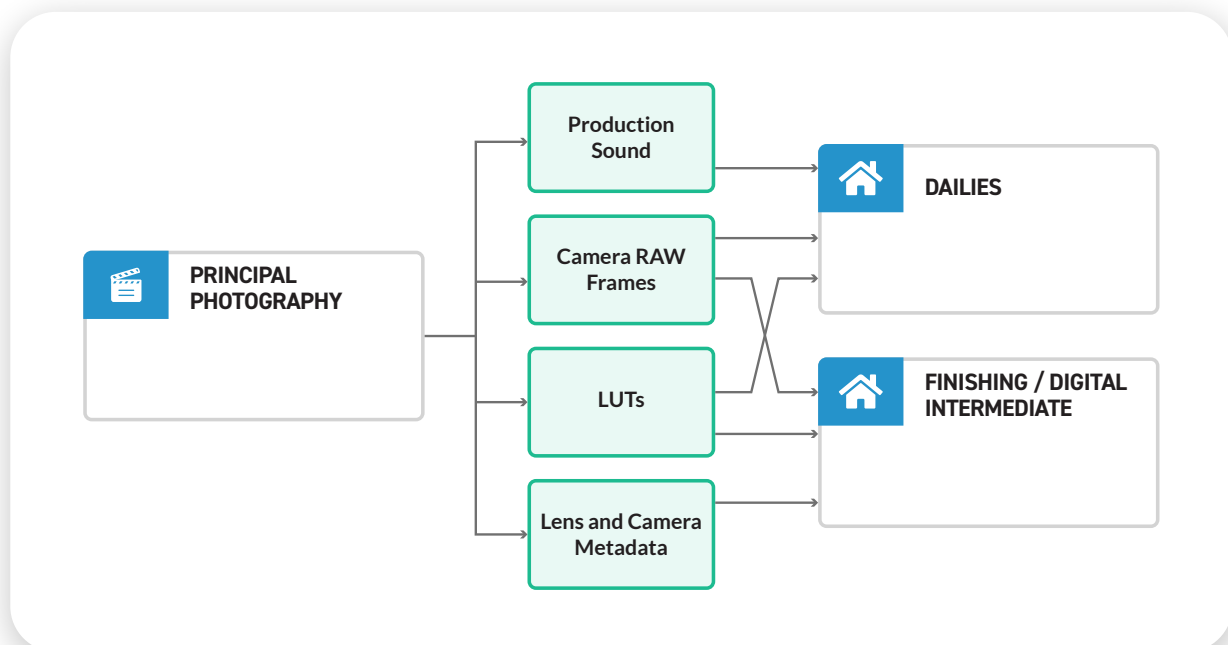 PRINCIPAL
PHOTOGRAPHY
Production
Sound
Camera RAW
Frames
LUTs
Lens and Camera
Metadata
DAILIES
FINISHING / DIGITAL
INTERMEDIATE